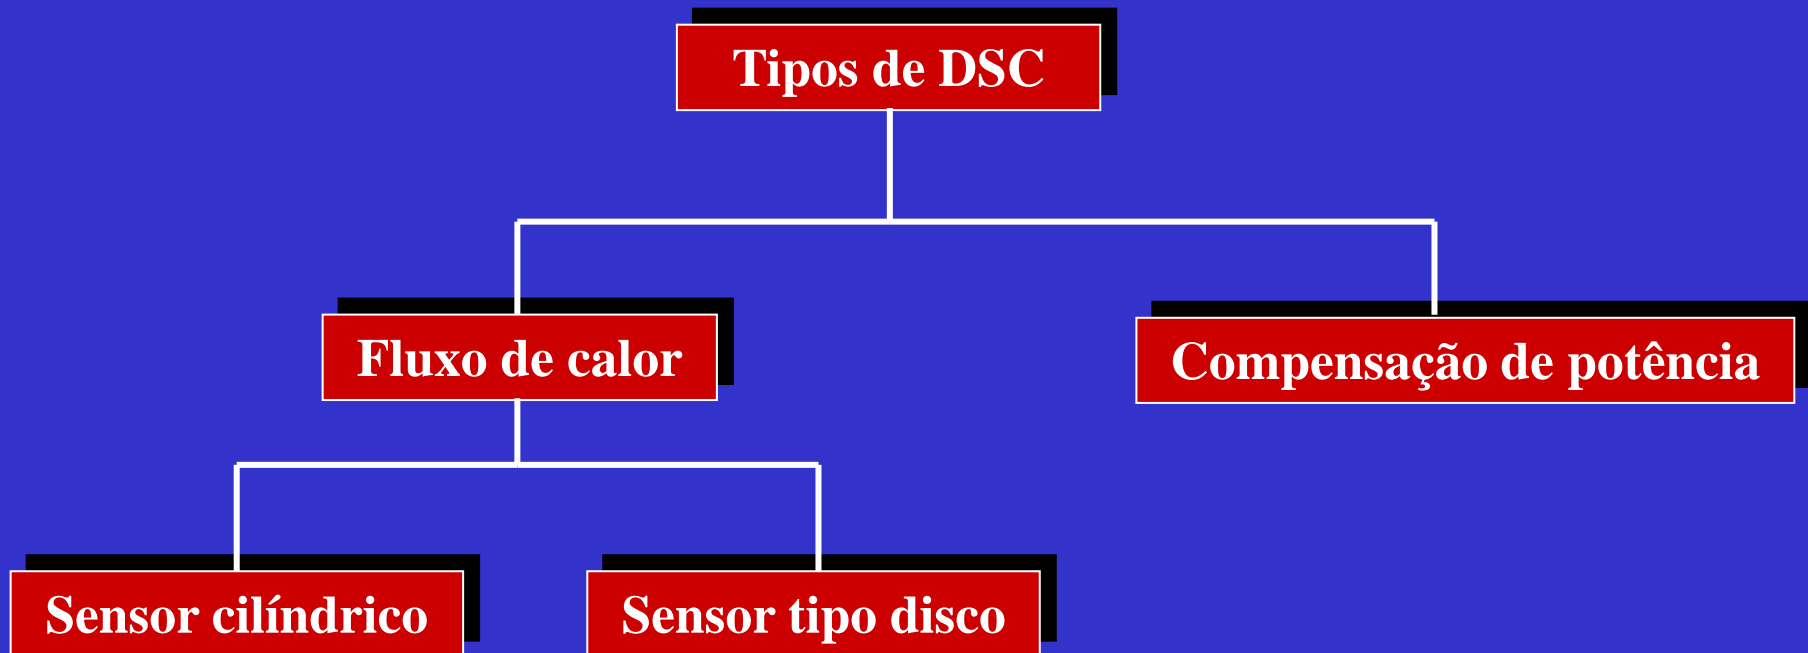 Tipos de DSC
Fluxo de calor
Compensação de potência
Sensor cilíndrico
Sensor tipo disco